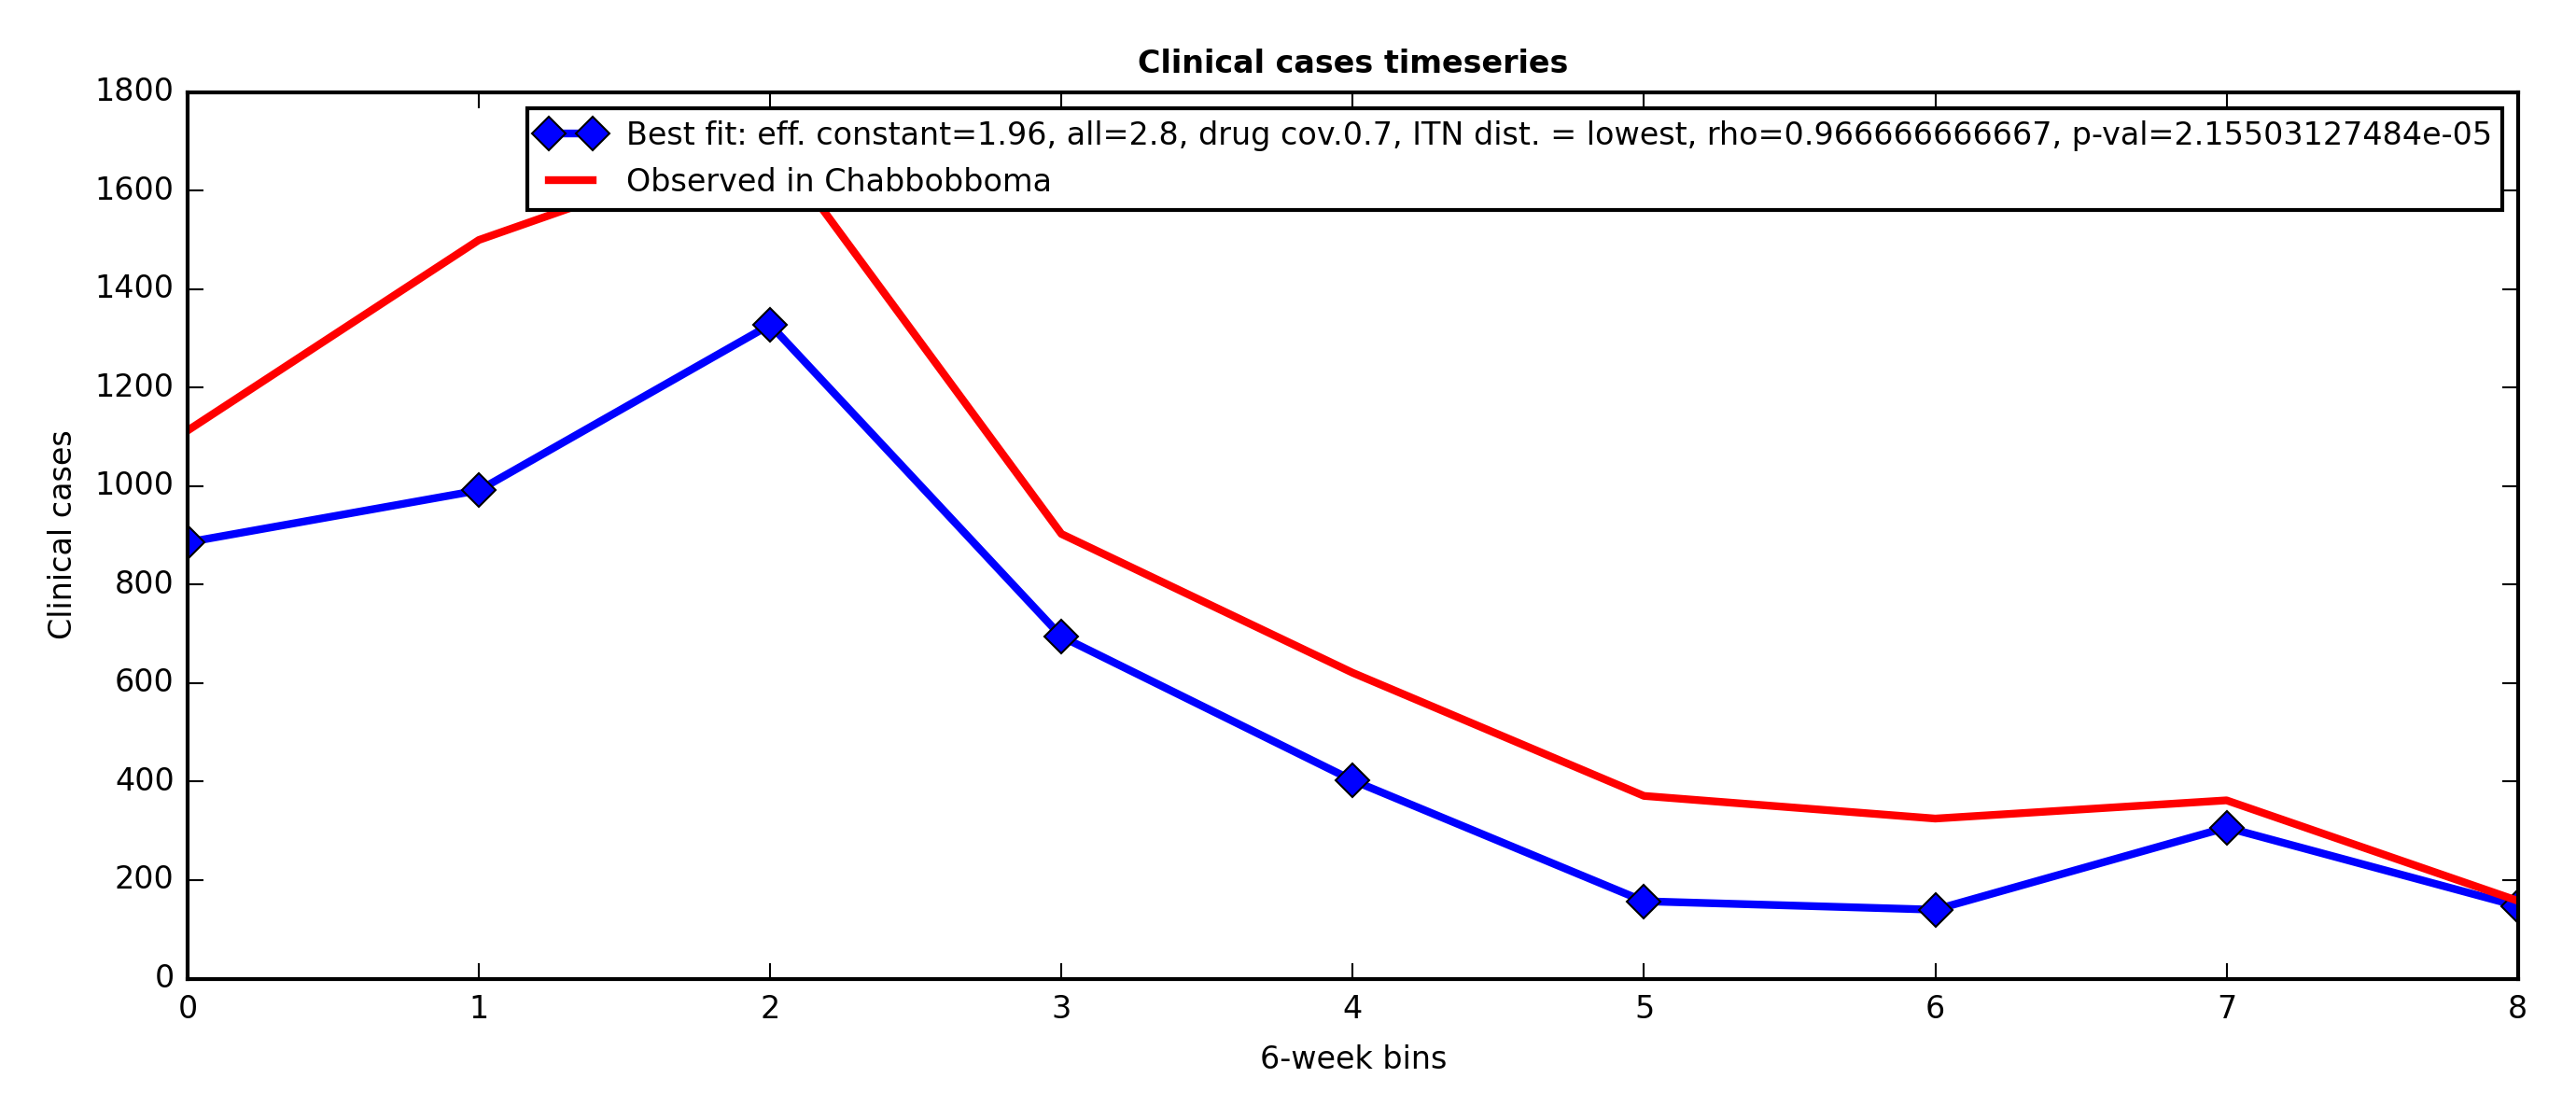 Clinical cases timeseries
1800
1600
1400
1200
1000
800
600
400
200
0
Clinical cases
Best fit: eff. constant=1.96, all=2.8, drug cov.0.7, ITN dist. = lowest, rho=0.966666666667, p-val=2.15503127484e-05
Observed in Chabbobboma
0 1 2 3 4 5 6 7 8
6-week bins